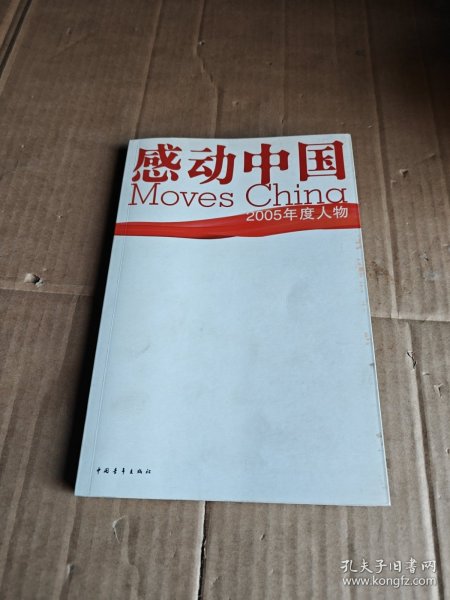 感动中国
Moves China
2005年度人物
中国青年出版社
孔夫子旧书网
www.kongfz.com